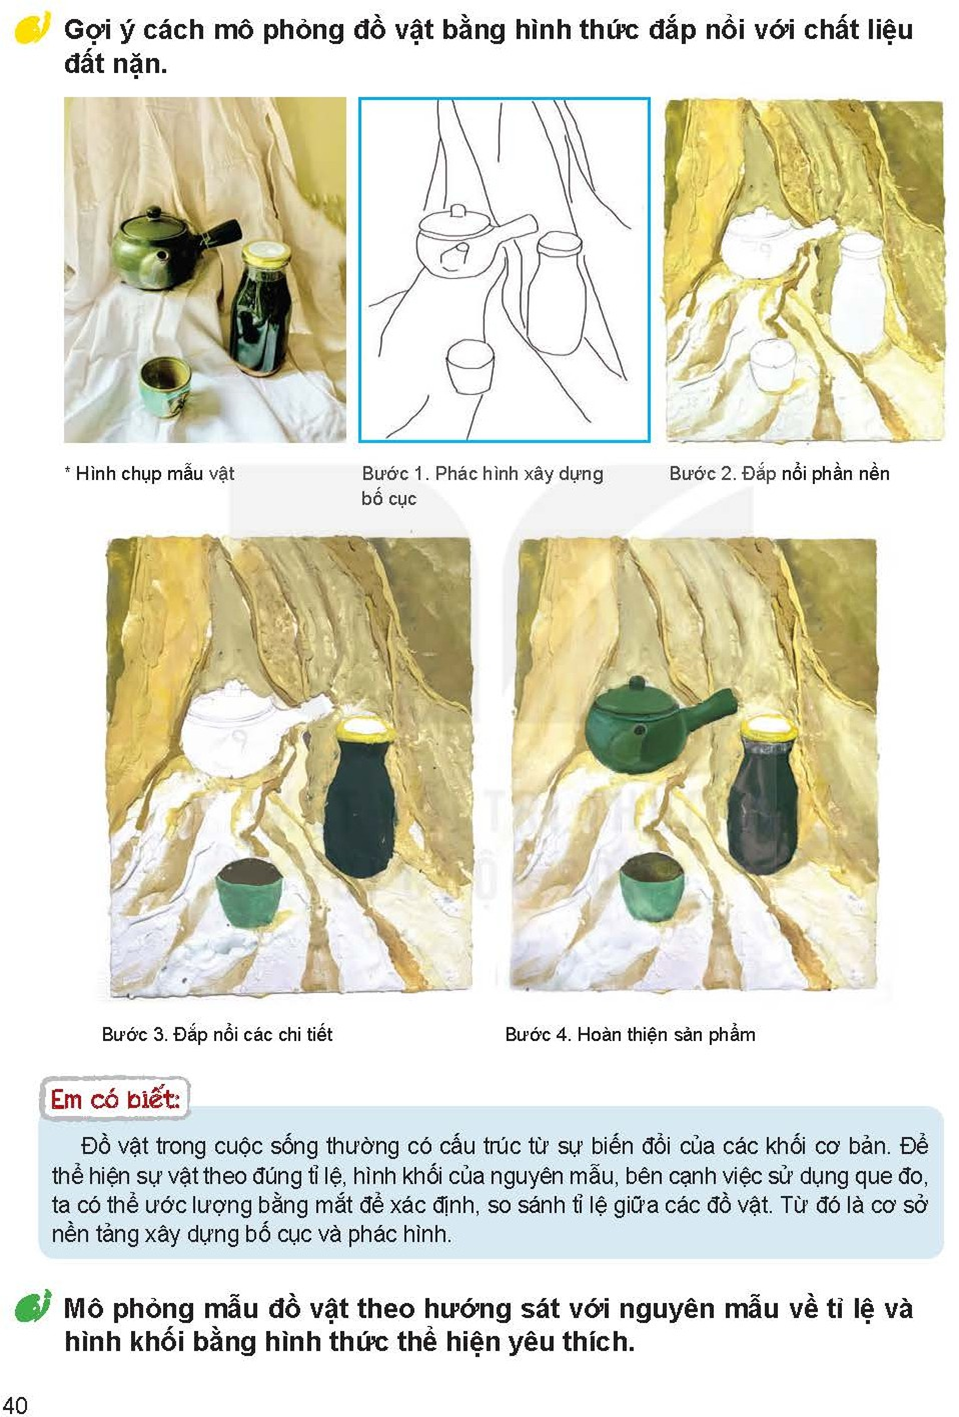 Gợi ý cách mô phỏng đồ vật bằng hình thức đắp nổi với chất liệu
đất nặn.
* Hình chụp mẫu vật
Bước 1. Phác hình xây dựng
bố cục
Bước 2. Đắp nổi phần nền
Bước 3. Đắp nổi các chi tiết
Bước 4. Hoàn thiện sản phẩm
Em có biết:
Đồ vật trong cuộc sống thường có cấu trúc từ sự biến đổi của các khối cơ bản. Để
thể hiện sự vật theo đúng tỉ lệ, hình khối của nguyên mẫu, bên cạnh việc sử dụng que đo,
ta có thể ước lượng bằng mắt để xác định, so sánh tỉ lệ giữa các đồ vật. Từ đó là cơ sở
nền tảng xây dựng bố cục và phác hình.
Mô phỏng mẫu đồ vật theo hướng sát với nguyên mẫu về tỉ lệ và
hình khối bằng hình thức thể hiện yêu thích.
40